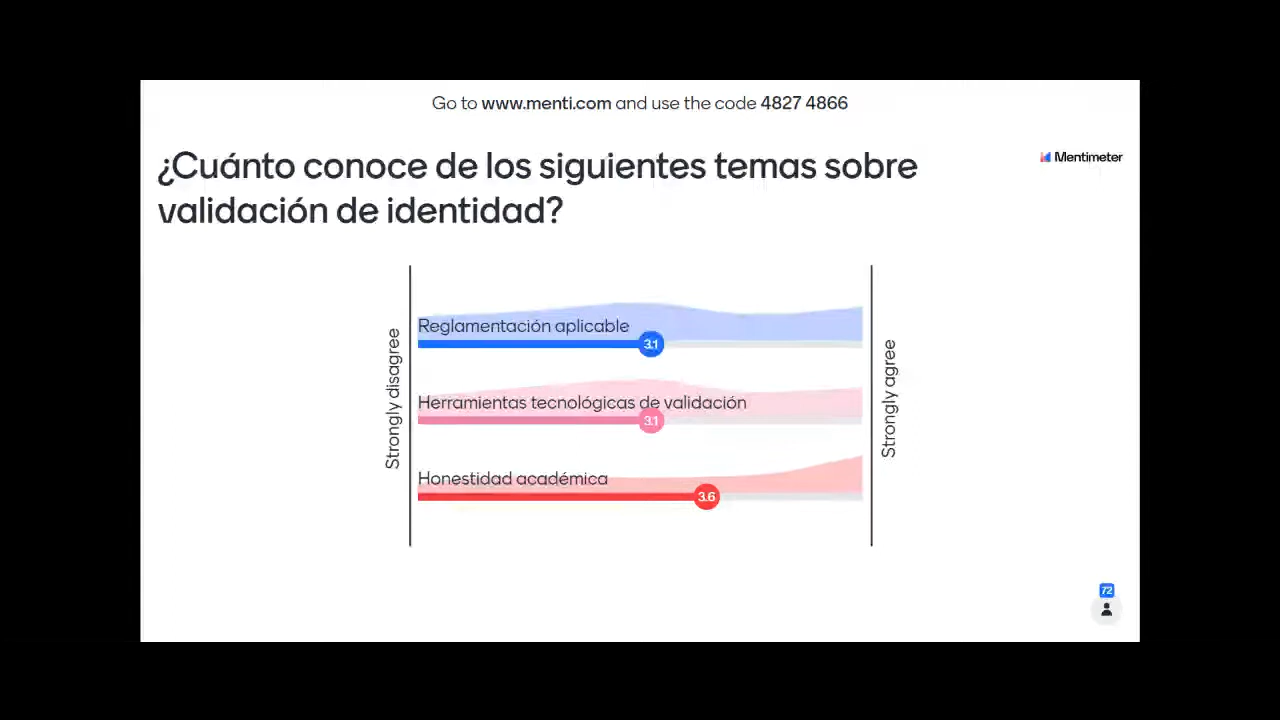 Go to www.menti.com and use the code 4827 4866
Mentimeter
¿Cuánto conoce de los siguientes temas sobre
validación de identidad?
Strongly disagree
Reglamentación aplicable
3.1
Herramientas tecnológicas de validación
3.1
Honestidad académica
3.6
Strongly agree
72